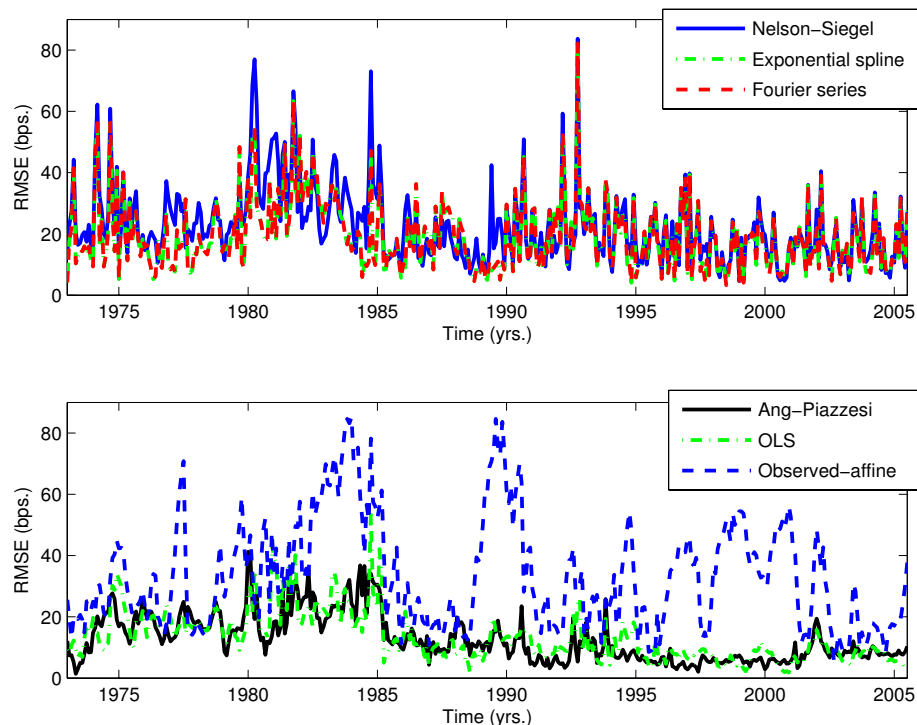 Nelson−Siegel
Exponential spline
Fourier series
RMSE (bps.)
80
60
40
20
0
1975 1980 1985 1990 1995 2000 2005
Time (yrs.)
Ang−Piazzesi
OLS
Observed−affine
RMSE (bps.)
80
60
40
20
0
1975 1980 1985 1990 1995 2000 2005
Time (yrs.)